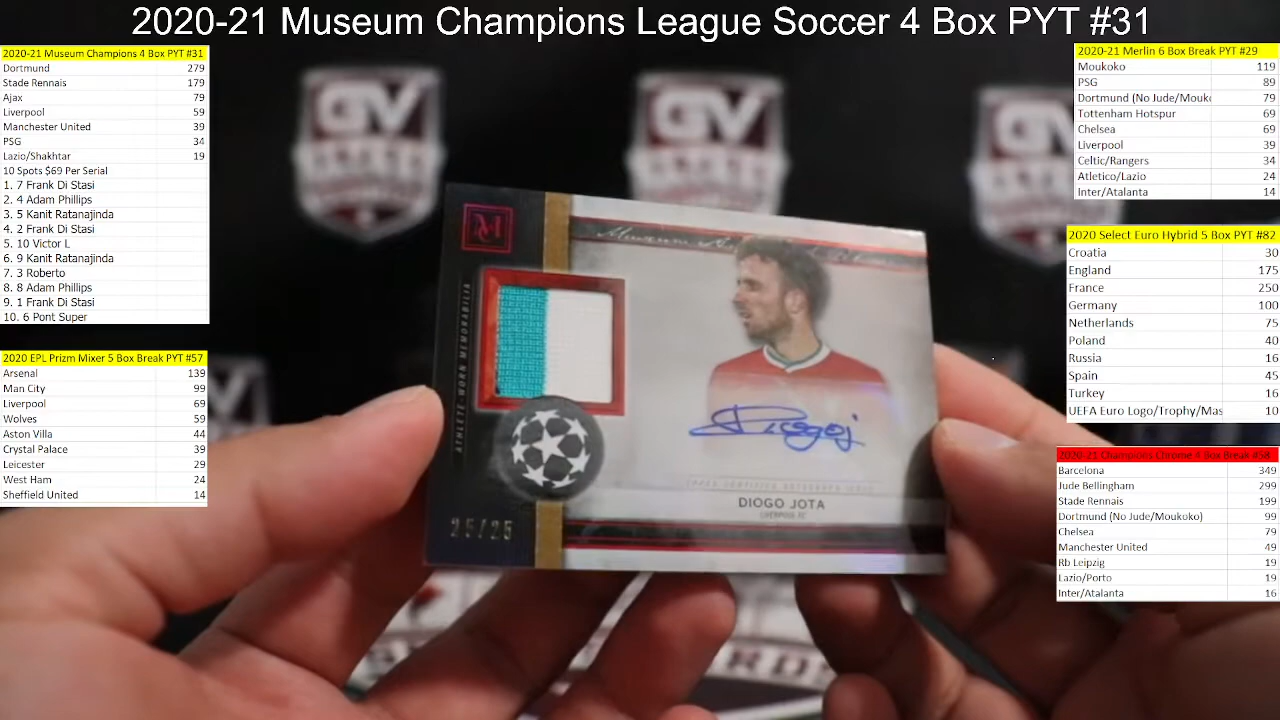 2020-21 Museum Champions League Soccer 4 Box PYT #31
2020-21 Museum Champions 4 Box PYT #31
Dortmund 279
Stade Rennais 179
Ajax 79
Liverpool 59
Manchester United 39
PSG 34
Lazio/Shakhtar 19
10 Spots $69 Per Serial
1. 7 Frank Di Stasi
2. 4 Adam Phillips
3. 5 Kanit Ratanajinda
4. 2 Frank Di Stasi
5. 10 Victor L
6. 9 Kanit Ratanajinda
7. 3 Roberto
8. 8 Adam Phillips
9. 1 Frank Di Stasi
10. 6 Pont Super
2020 EPL Prizm Mixer 5 Box Break PYT #57
Arsenal 139
Man City 99
Liverpool 69
Wolves 59
Aston Villa 44
Crystal Palace 39
Leicester 29
West Ham 24
Sheffield United 14
GV
GV
GV
ATHLETE-WORN MEMORABILIA
25/25
Diogoj
TOPPS CERTIFIED AUTOGRAPH ISSUE
DIOGO JOTA
LIVERPOOL FC
2020-21 Merlin 6 Box Break PYT #29
Moukoko 119
PSG 89
Dortmund (No Jude/Mouko 79
Tottenham Hotspur 69
Chelsea 69
Liverpool 39
Celtic/Rangers 34
Atletico/Lazio 24
Inter/Atalanta 14
2020 Select Euro Hybrid 5 Box PYT #82
Croatia 30
England 175
France 250
Germany 100
Netherlands 75
Poland 40
Russia 16
Spain 45
Turkey 16
UEFA Euro Logo/Trophy/Mas 10
2020-21 Champions Chrome 4 Box Break #58
Barcelona 349
Jude Bellingham 299
Stade Rennais 199
Dortmund (No Jude/Moukoko) 99
Chelsea 79
Manchester United 49
Rb Leipzig 19
Lazio/Porto 19
Inter/Atalanta 16